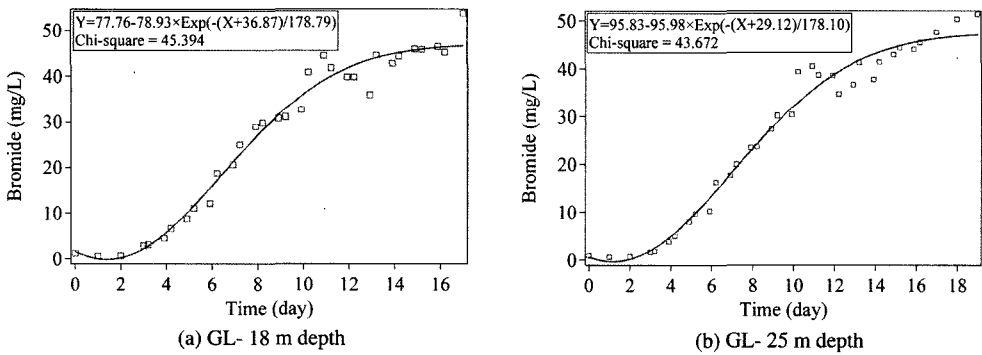 Y=77.76-78.93×Exp(-(X+36.87)/178.79)
Chi-square = 45.394
50
40
30
20
10
0
Bromide (mg/L)
0 2 4 6 8 10 12 14 16
Time (day)
(a) GL- 18 m depth
Y=95.83-95.98×Exp(-(X+29.12)/178.10)
Chi-square = 43.672
50
40
30
20
10
0
Bromide (mg/L)
0 2 4 6 8 10 12 14 16 18
Time (day)
(b) GL- 25 m depth